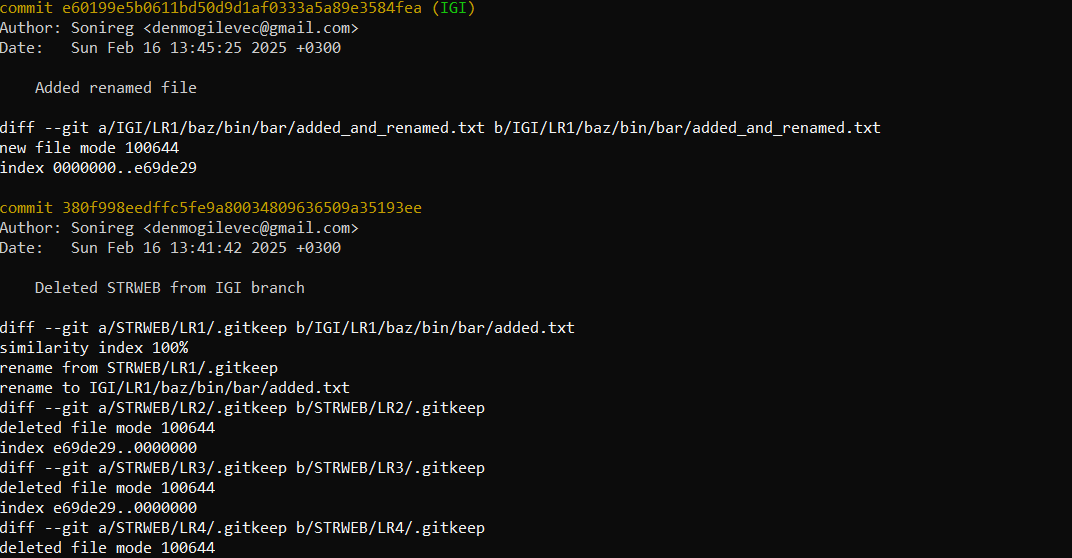 commit e60199e5b0611bd50d9d1af0333a5a89e3584fea (IGI)
Author: Sonireg <denmogilevec@gmail.com>
Date:   Sun Feb 16 13:45:25 2025 +0300
Added renamed file
diff --git a/IGI/LR1/baz/bin/bar/added_and_renamed.txt b/IGI/LR1/baz/bin/bar/added_and_renamed.txt
new file mode 100644
index 0000000..e69de29
commit 380f998eedffc5fe9a80034809636509a35193ee
Author: Sonireg <denmogilevec@gmail.com>
Date:   Sun Feb 16 13:41:42 2025 +0300
Deleted STRWEB from IGI branch
diff --git a/STRWEB/LR1/.gitkeep b/IGI/LR1/baz/bin/bar/added.txt
similarity index 100%
rename from STRWEB/LR1/.gitkeep
rename to IGI/LR1/baz/bin/bar/added.txt
diff --git a/STRWEB/LR2/.gitkeep b/STRWEB/LR2/.gitkeep
deleted file mode 100644
index e69de29..0000000
diff --git a/STRWEB/LR3/.gitkeep b/STRWEB/LR3/.gitkeep
deleted file mode 100644
index e69de29..0000000
diff --git a/STRWEB/LR4/.gitkeep b/STRWEB/LR4/.gitkeep
deleted file mode 100644